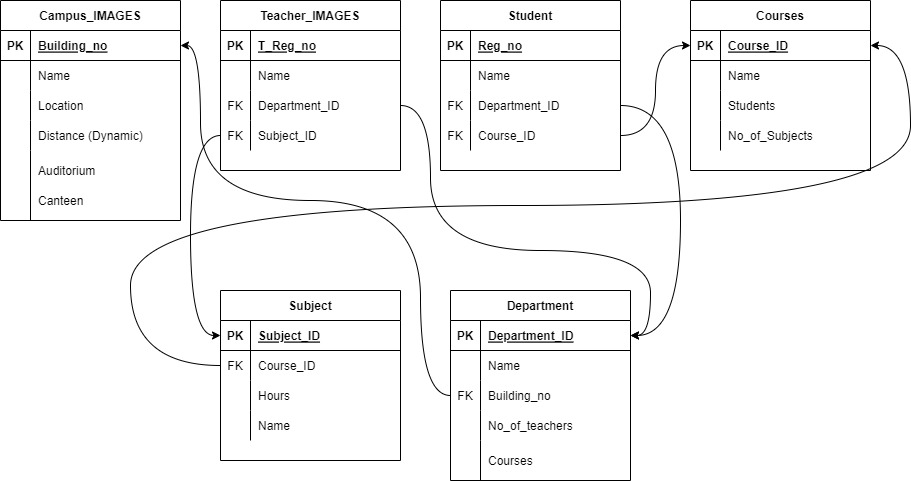 Campus_IMAGES
PK Building_no
Name
Location
Distance (Dynamic)
Auditorium
Canteen
Teacher_IMAGES
PK T_Reg_no
Name
FK Department_ID
FK Subject_ID
Student
PK Reg_no
Name
FK Department_ID
FK Course_ID
Courses
PK Course_ID
Name
Students
No_of_Subjects
Subject
PK Subject_ID
FK Course_ID
Hours
Name
Department
PK Department_ID
Name
FK Building_no
No_of_teachers
Courses